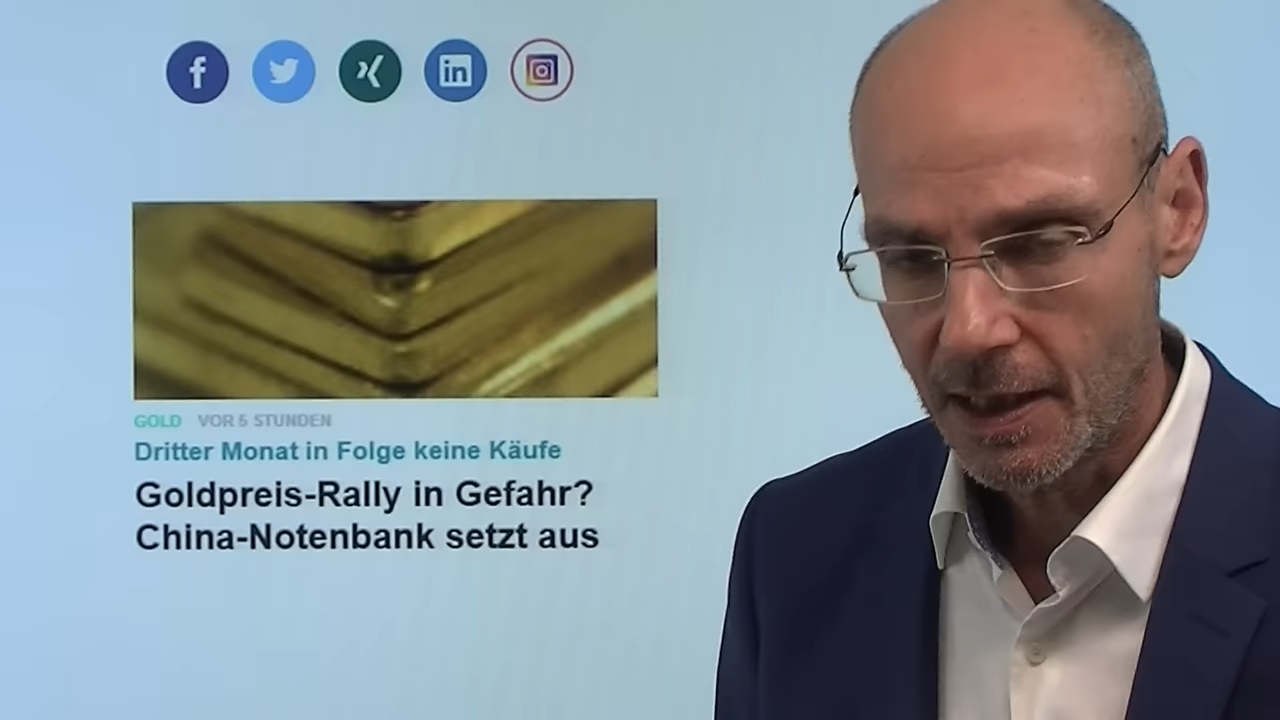 GOLD VOR 5 STUNDEN
Dritter Monat in Folge keine Käufe
Goldpreis-Rally in Gefahr?
China-Notenbank setzt aus